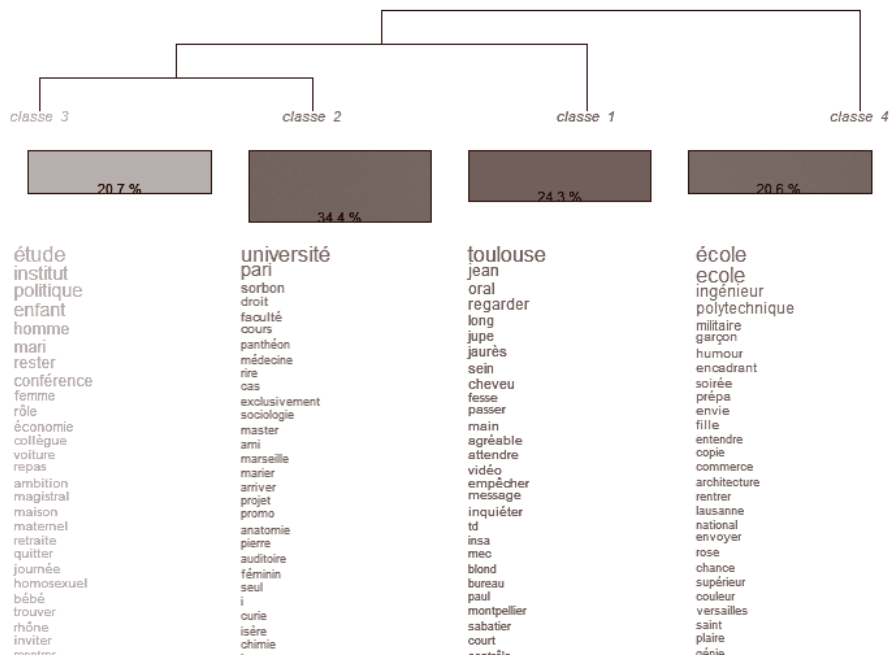 classe 3
classe 2
classe 1
classe 4
20.7 %
34.4 %
24.3 %
20.6 %
étude
institut
politique
enfant
homme
mari
rester
conférence
femme
rôle
économie
collègue
voiture
repas
ambition
magistral
maison
maternel
retraite
quitter
journée
homosexuel
bébé
trouver
rhône
inviter
université
pari
sorbon
droit
faculté
cours
panthéon
médecine
rire
cas
exclusivement
sociologie
master
ami
marseille
marier
arriver
projet
promo
anatomie
pierre
auditoire
féminin
seul
i
curie
isère
chimie
toulouse
jean
oral
regarder
long
jupe
jaurès
sein
cheveu
fesse
passer
main
agréable
attendre
vidéo
empêcher
message
inquiéter
td
insa
mec
blond
bureau
paul
montpellier
sabatier
court
école
ecole
ingénieur
polytechnique
militaire
garçon
humour
encadrant
soirée
prépa
envie
fille
entendre
copie
commerce
architecture
rentrer
lausanne
national
envoyer
rose
chance
supérieur
couleur
versailles
saint
plaire
génie